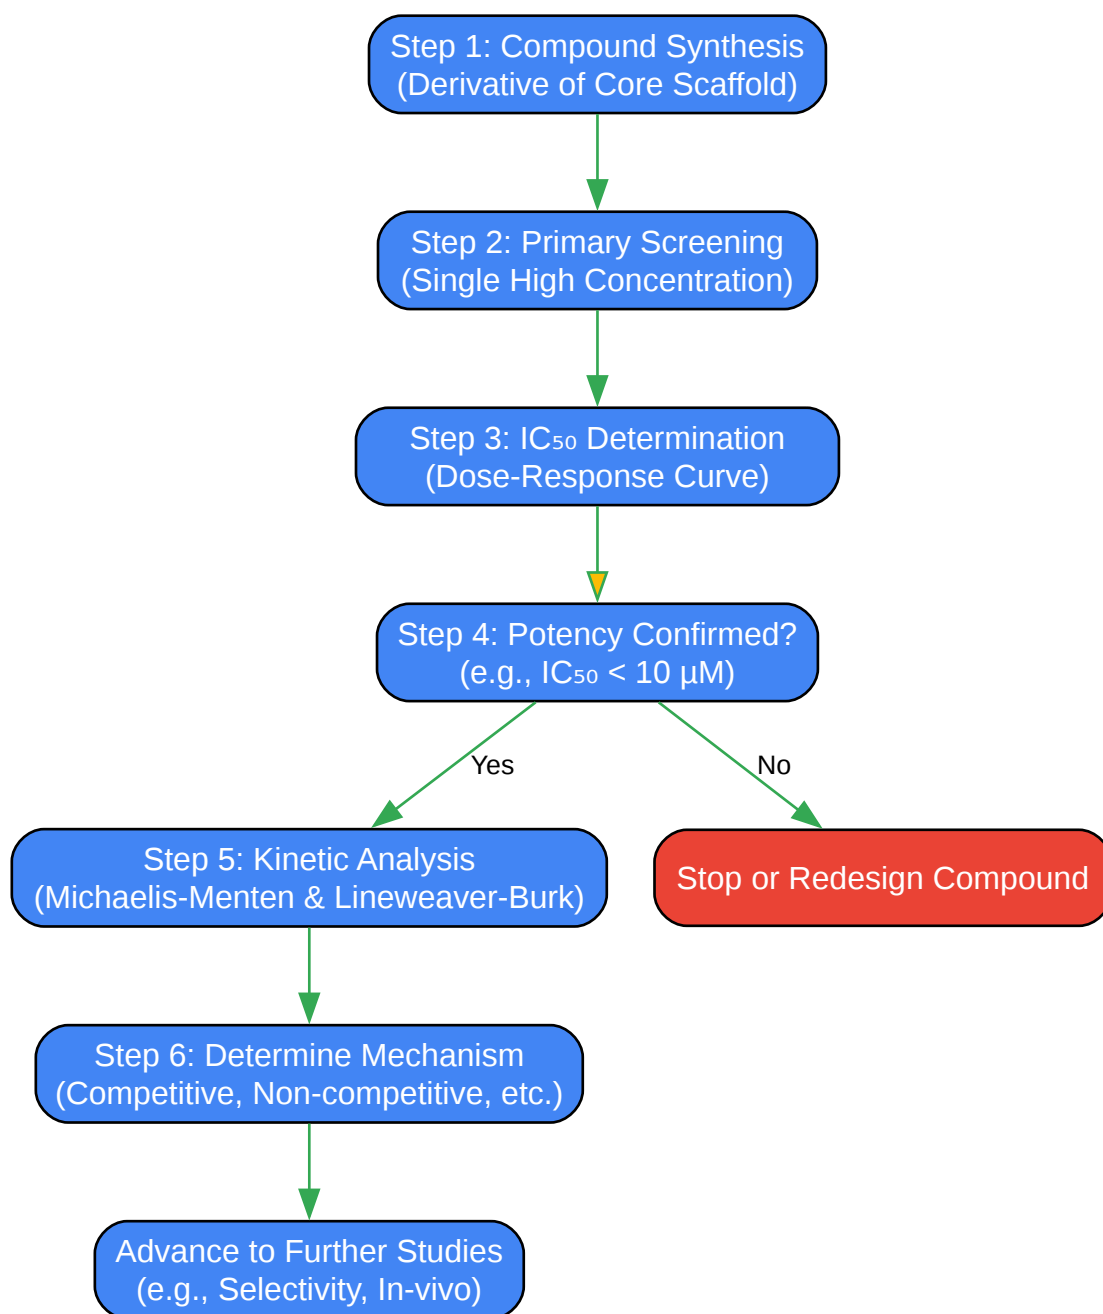 Step 1: Compound Synthesis
(Derivative of Core Scaffold)
Step 2: Primary Screening
(Single High Concentration)
Step 3: IC₅₀ Determination
(Dose-Response Curve)
Step 4: Potency Confirmed?
(e.g., IC₅₀ < 10 µM)
Yes
No
Step 5: Kinetic Analysis
(Michaelis-Menten & Lineweaver-Burk)
Stop or Redesign Compound
Step 6: Determine Mechanism
(Competitive, Non-competitive, etc.)
Advance to Further Studies
(e.g., Selectivity, In-vivo)